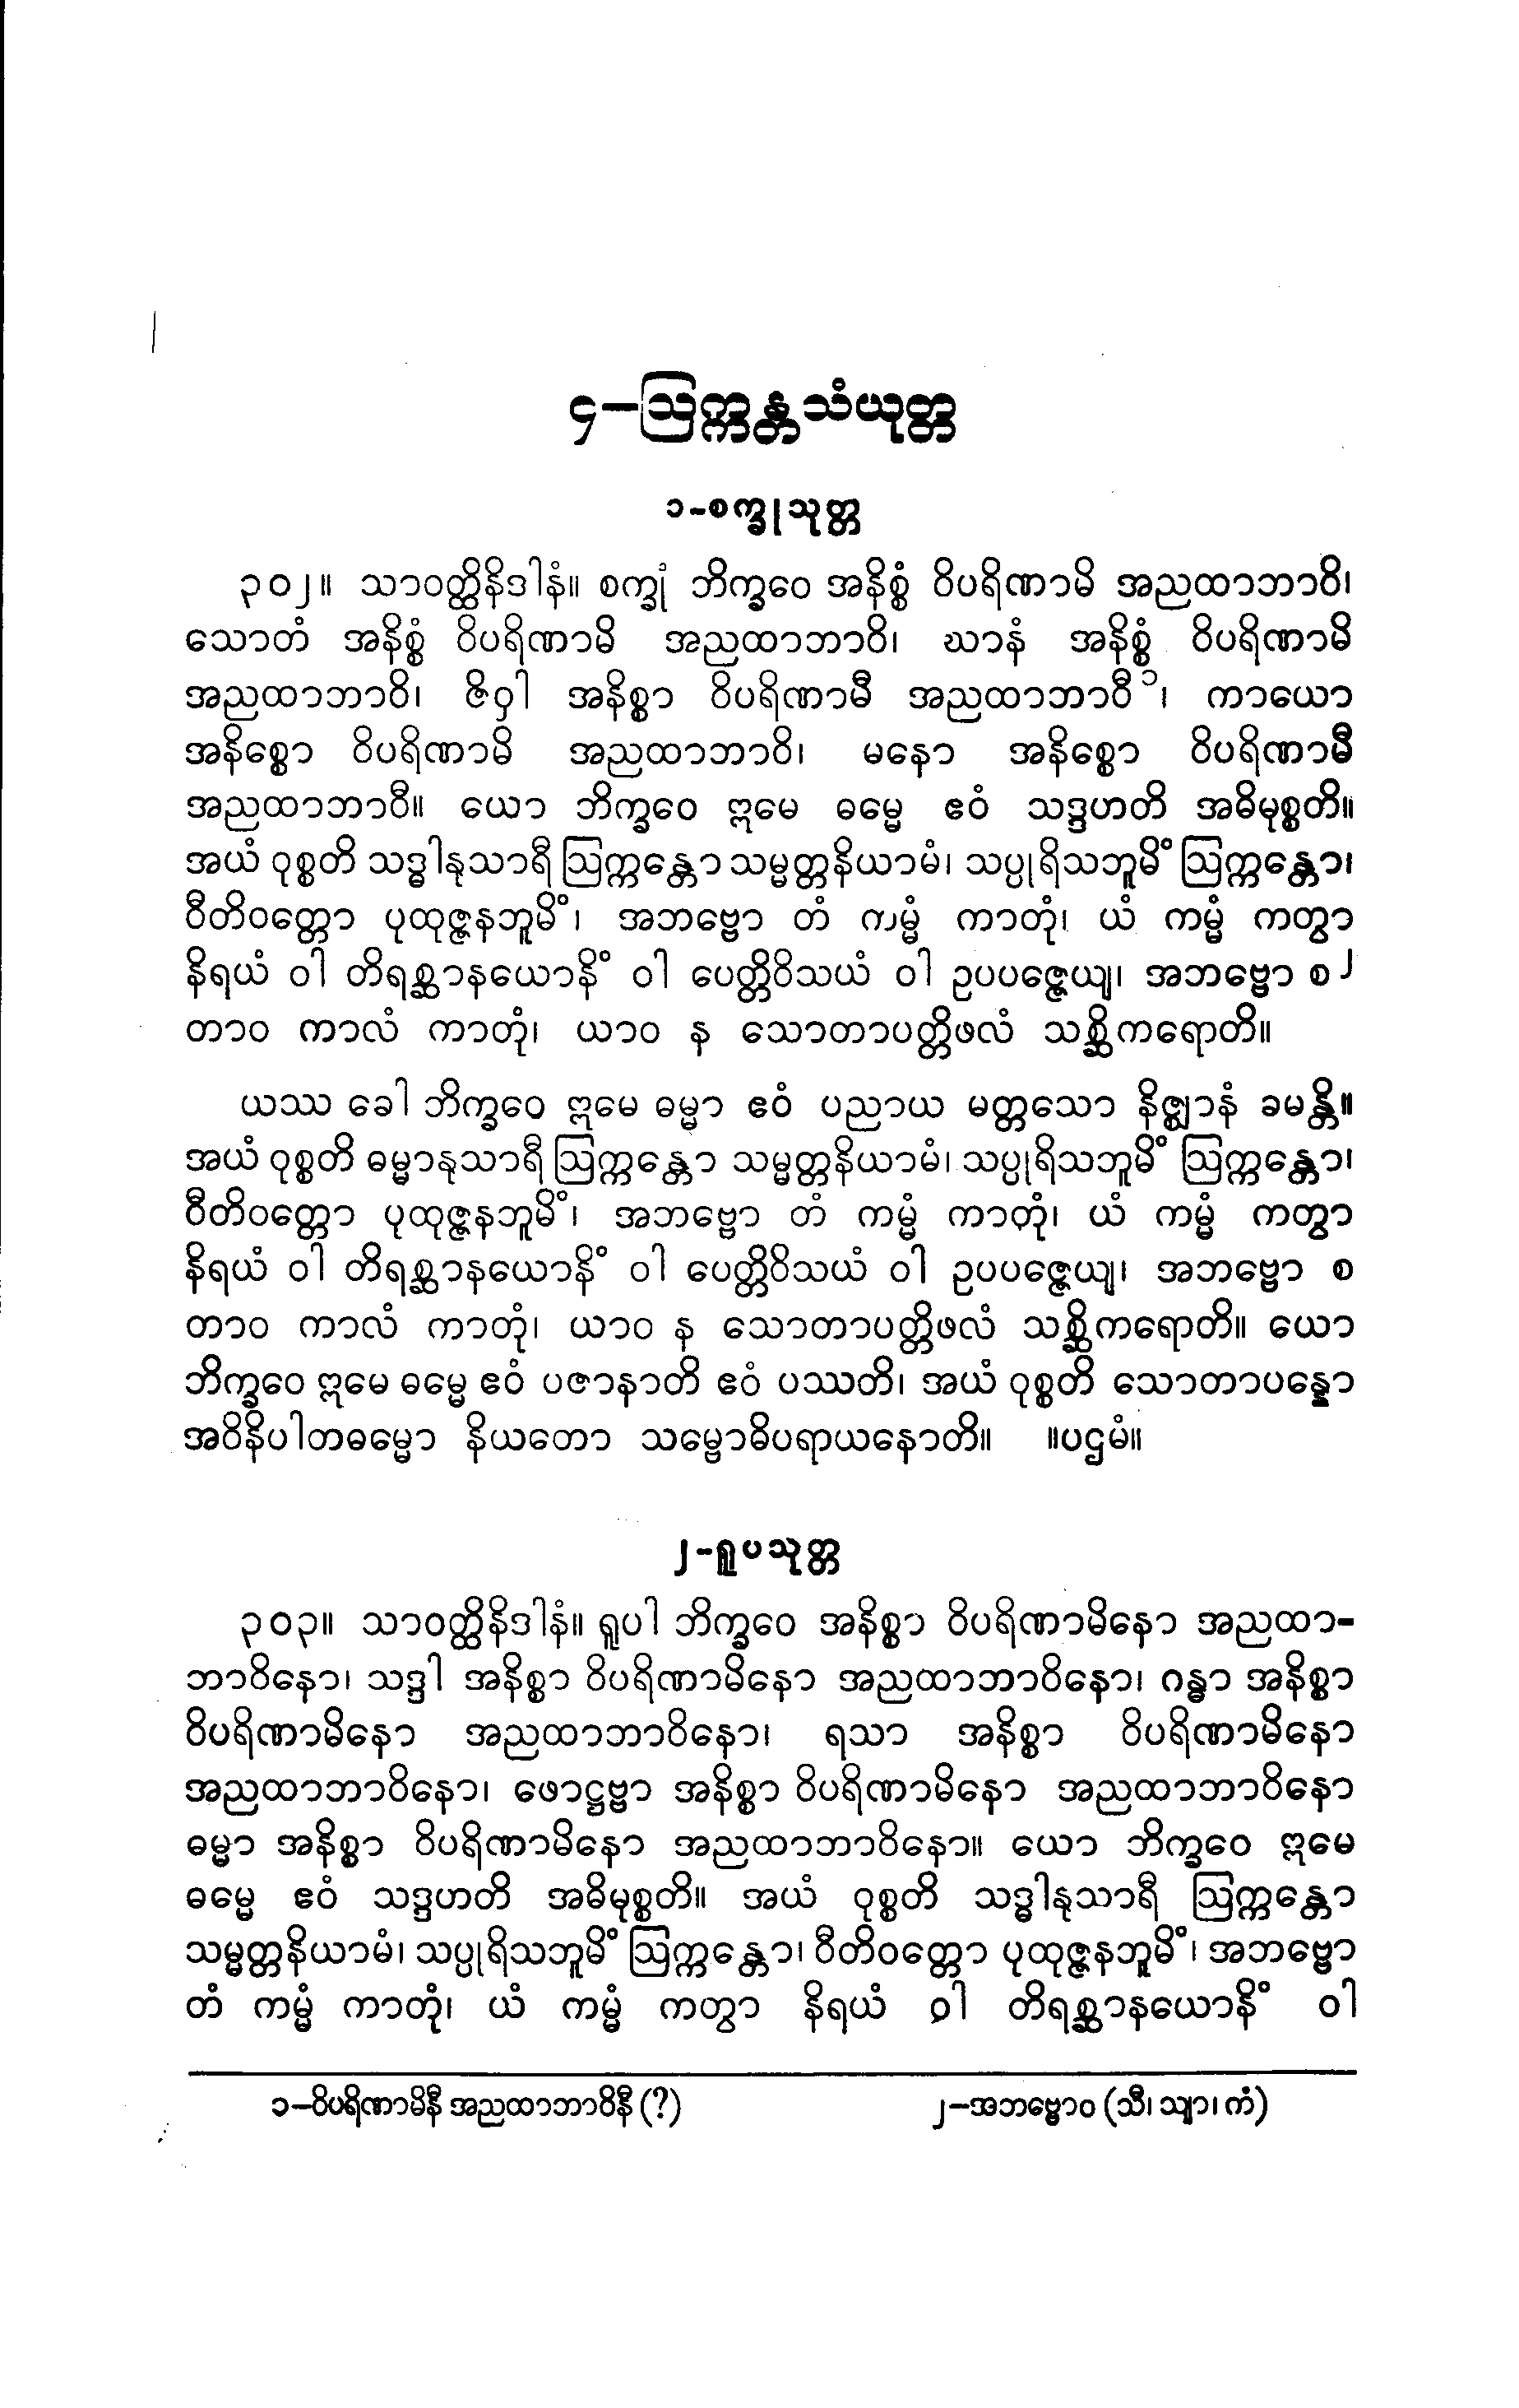 ၄–ဩက္ကန္တသံယုတ္တ
၁-စက္ခုသုတ္တ
၃၀၂။ သာဝတ္ထိနိဒါနံ။ စက္ခုံ ဘိက္ခဝေ အနိစ္စံ ဝိပရိဏာမိ အညထာဘာဝိ၊
သောတံ အနိစ္စံ ဝိပရိဏာမိ အညထာဘာဝိ၊ ဃာနံ အနိစ္စံ ဝိပရိဏာမိ
အညထာဘာဝိ၊ ဇိဝှါ အနိစ္စာ ဝိပရိဏာမီ အညထာဘာဝီ ၁၊ ကာယော
အနိစ္စော ဝိပရိဏာမိ အညထာဘာဝိ၊ မနော အနိစ္စော ဝိပရိဏာမီ
အညထာဘာဝီ။ ယော ဘိက္ခဝေ ဣမေ ဓမ္မေ ဧဝံ သဒ္ဒဟတိ အဓိမုစ္စတိ။
အယံ ဝုစ္စတိ သဒ္ဓါနုသာရီ ဩက္ကန္တော သမ္မတ္တနိယာမံ၊ သပ္ပုရိသဘူမိံ ဩက္ကန္တော၊
ဝီတိဝတ္တော ပုထုဇ္ဇနဘူမိံ၊ အဘဗ္ဗော တံ ကမ္မံ ကာတုံ၊ ယံ ကမ္မံ ကတွာ
နိရယံ ဝါ တိရစ္ဆာနယောနိံ ဝါ ပေတ္တိဝိသယံ ဝါ ဥပပဇ္ဇေယျ၊ အဘဗ္ဗော စ ၂
တာဝ ကာလံ ကာတုံ၊ ယာဝ န သောတာပတ္တိဖလံ သစ္ဆိကရောတိ။
ယဿ ခေါ ဘိက္ခဝေ ဣမေ ဓမ္မာ ဧဝံ ပညာယ မတ္တသော နိဇ္ဈာနံ ခမန္တိ။
အယံ ဝုစ္စတိ ဓမ္မာနုသာရီ ဩက္ကန္တော သမ္မတ္တနိယာမံ၊ သပ္ပုရိသဘူမိံ ဩက္ကန္တော၊
ဝီတိဝတ္တော ပုထုဇ္ဇနဘူမိံ၊ အဘဗ္ဗော တံ ကမ္မံ ကာတုံ၊ ယံ ကမ္မံ ကတွာ
နိရယံ ဝါ တိရစ္ဆာနယောနိံ ဝါ ပေတ္တိဝိသယံ ဝါ ဥပပဇ္ဇေယျ၊ အဘဗ္ဗော စ
တာဝ ကာလံ ကာတုံ၊ ယာဝ န သောတာပတ္တိဖလံ သစ္ဆိကရောတိ။ ယော
ဘိက္ခဝေ ဣမေ ဓမ္မေ ဧဝံ ပဇာနာတိ ဧဝံ ပဿတိ၊ အယံ ဝုစ္စတိ သောတာပန္နော
အဝိနိပါတဓမ္မော နိယတော သမ္ဗောဓိပရာယနောတိ။ ။ပဌမံ။
၂-ရူပသုတ္တ
၃၀၃။ သာဝတ္ထိနိဒါနံ။ ရူပါ ဘိက္ခဝေ အနိစ္စာ ဝိပရိဏာမိနော အညထာ-
ဘာဝိနော၊ သဒ္ဒါ အနိစ္စာ ဝိပရိဏာမိနော အညထာဘာဝိနော၊ ဂန္ဓာ အနိစ္စာ
ဝိပရိဏာမိနော အညထာဘာဝိနော၊ ရသာ အနိစ္စာ ဝိပရိဏာမိနော
အညထာဘာဝိနော၊ ဖောဋ္ဌဗ္ဗာ အနိစ္စာ ဝိပရိဏာမိနော အညထာဘာဝိနော
ဓမ္မာ အနိစ္စာ ဝိပရိဏာမိနော အညထာဘာဝိနော။ ယော ဘိက္ခဝေ ဣမေ
ဓမ္မေ ဧဝံ သဒ္ဒဟတိ အဓိမုစ္စတိ။ အယံ ဝုစ္စတိ သဒ္ဓါနုသာရီ ဩက္ကန္တော
သမ္မတ္တနိယာမံ၊ သပ္ပုရိသဘူမိံ ဩက္ကန္တော၊ ဝီတိဝတ္တော ပုထုဇ္ဇနဘူမိံ၊ အဘဗ္ဗော
တံ ကမ္မံ ကာတုံ၊ ယံ ကမ္မံ ကတွာ နိရယံ ဝါ တိရစ္ဆာနယောနိံ ဝါ
၁–ဝိပရိဏာမိနီ အညထာဘာဝိနီ (?) ၂–အဘဗ္ဗောဝ (သီ၊ သျာ၊ ကံ)